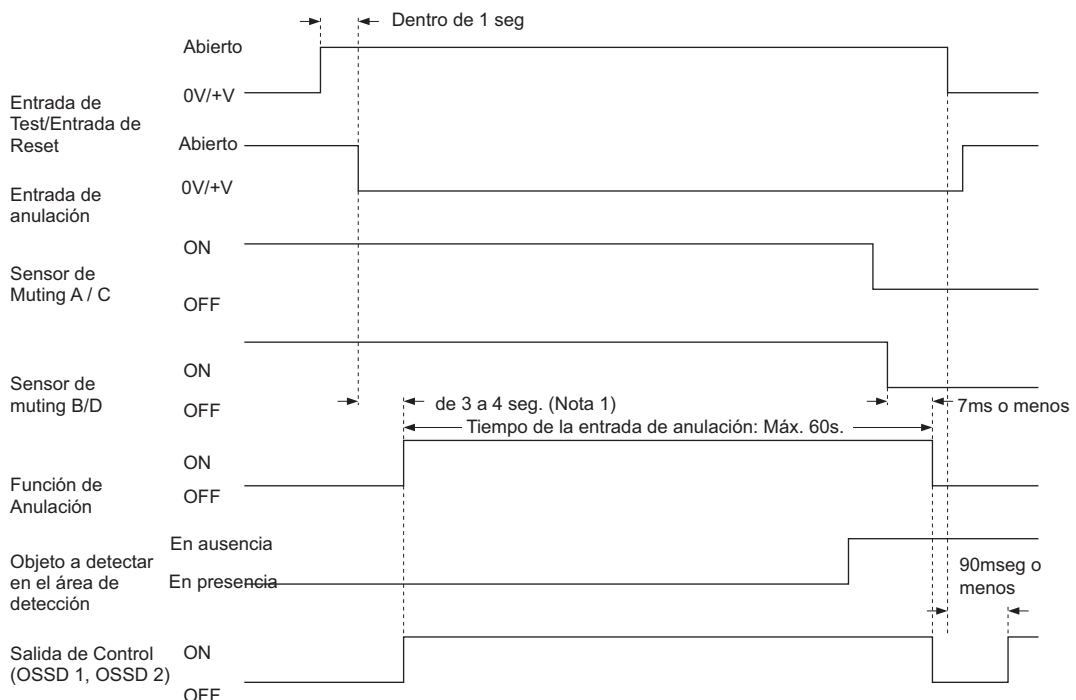 Dentro de 1 seg
Abierto
0V/+V
Entrada de
Test/Entrada de
Reset
Abierto
0V/+V
Entrada de
anulación
ON
Sensor de
Muting A / C
OFF
ON
Sensor de
muting B/D
OFF
de 3 a 4 seg. (Nota 1)
7ms o menos
Tiempo de la entrada de anulación: Máx. 60s.
ON
Función de
Anulación
OFF
En ausencia
Objeto a detectar
en el área de
detección
En presencia
90mseg o
menos
Salida de Control
(OSSD 1, OSSD 2)
ON
OFF